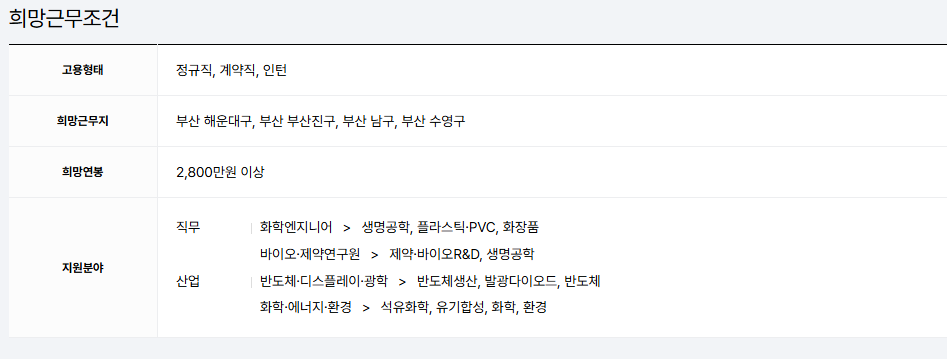 희망근무조건
고용형태 정규직, 계약직, 인턴
희망근무지 부산 해운대구, 부산 부산진구, 부산 남구, 부산 수영구
희망연봉 2,800만원 이상
지원분야
직무 화학엔지니어 > 생명공학, 플라스틱·PVC, 화장품
바이오·제약연구원 > 제약·바이오R&D, 생명공학
산업 반도체·디스플레이·광학 > 반도체생산, 발광다이오드, 반도체
화학·에너지·환경 > 석유화학, 유기합성, 화학, 환경